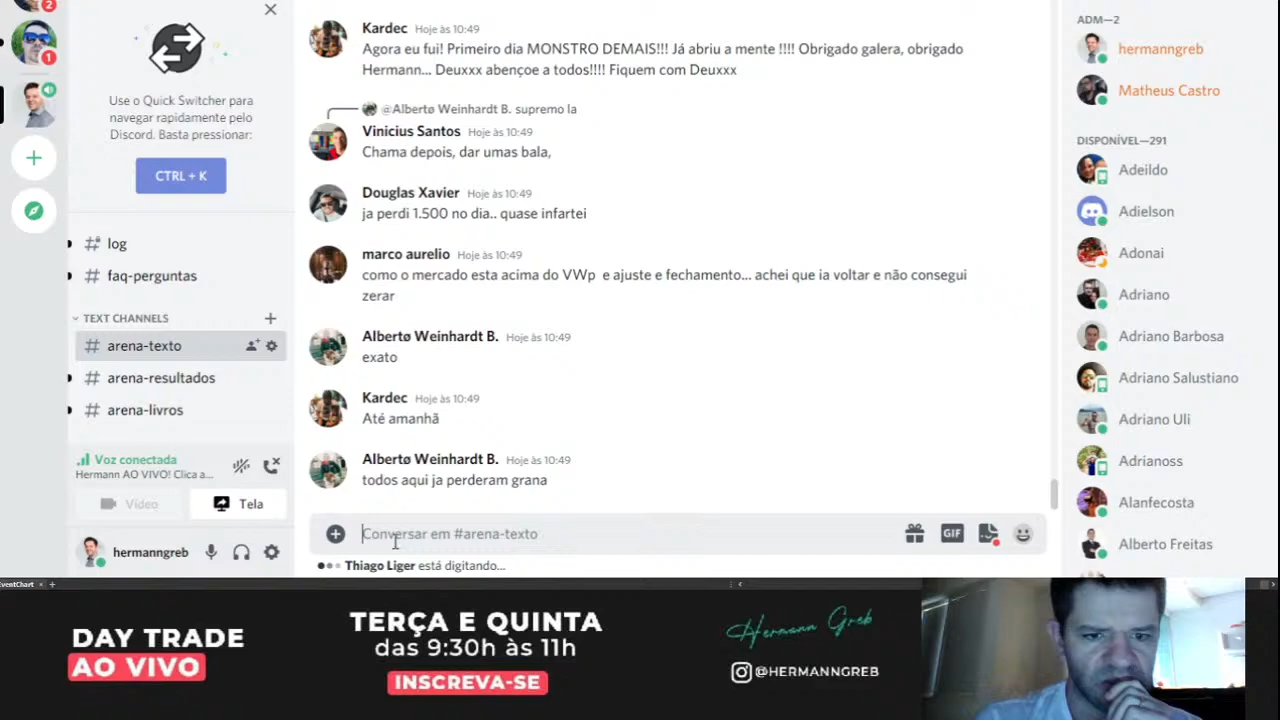 2
1
Use o Quick Switcher para
navegar rapidamente pelo
Discord. Basta pressionar:
CTRL + K
log
faq-perguntas
TEXT CHANNELS
arena-texto
arena-resultados
arena-livros
Voz conectada
Hermann AO VIVO! Clica a...
Vídeo
Tela
hermanngreb
Kardec Hoje às 10:49
Agora eu fui! Primeiro dia MONSTRO DEMAIS!!! Já abriu a mente !!!! Obrigado galera, obrigado
Hermann... Deuxxx abençoe a todos!!!! Fiquem com Deuxxx
@Albertø Weinhardt B. supremo la
Vinicius Santos Hoje às 10:49
Chama depois, dar umas bala,
Douglas Xavier Hoje às 10:49
ja perdi 1.500 no dia.. quase infartei
marco aurelio Hoje às 10:49
como o mercado esta acima do VWp e ajuste e fechamento... achei que ia voltar e não consegui
zerar
Albertø Weinhardt B. Hoje às 10:49
exato
Kardec Hoje às 10:49
Até amanhã
Albertø Weinhardt B. Hoje às 10:49
todos aqui ja perderam grana
Conversar em #arena-texto
GIF
Thiago Liger está digitando...
ADM—2
hermanngreb
Matheus Castro
DISPONÍVEL—291
Adeildo
Adielson
Adonai
Adriano
Adriano Barbosa
Adriano Salustiano
Adriano Uli
Adrianoss
Alanfecosta
Alberto Freitas
EventChart
DAY TRADE
AO VIVO
TERÇA E QUINTA
das 9:30h às 11h
INSCREVA-SE
Hermann Greb
@HERMANNGREB